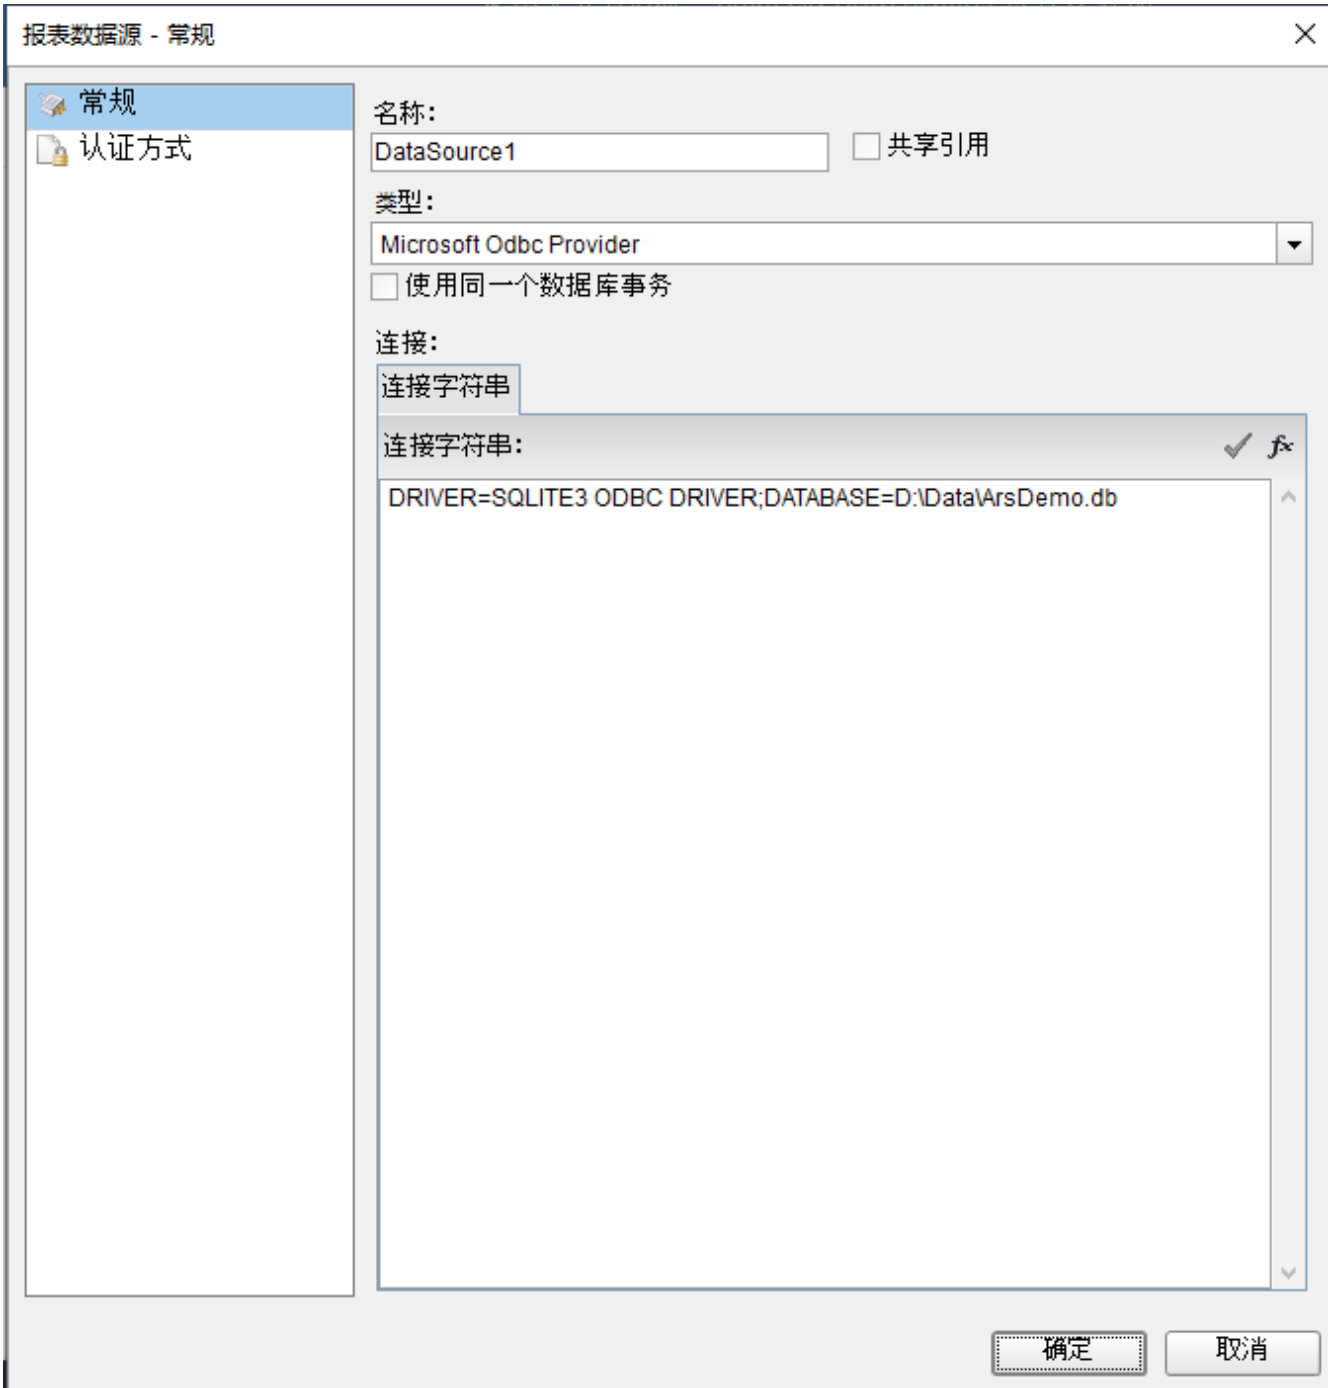 报表数据源 - 常规
常规
认证方式
名称：
DataSource1
共享引用
类型：
Microsoft Odbc Provider
使用同一个数据库事务
连接：
连接字符串
连接字符串：
fx
DRIVER=SQLITE3 ODBC DRIVER;DATABASE=D:\Data\ArsDemo.db
确定
取消